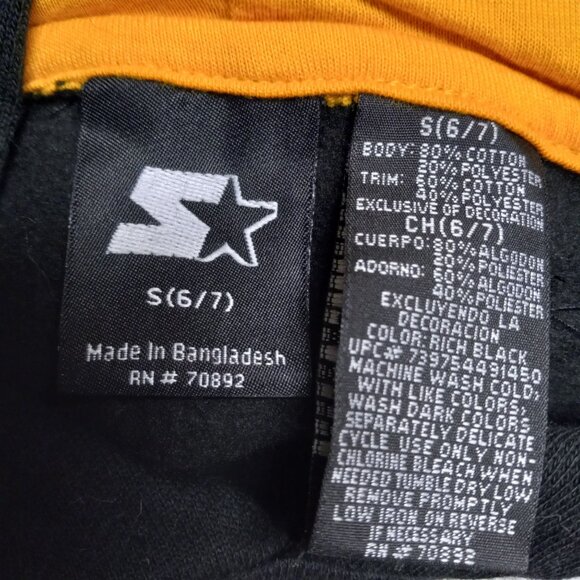 S(6/7)
Made In Bangladesh
RN # 70892
S(6/7)
BODY: 80% COTTON
20% POLYESTER
TRIM: 60% COTTON
40% POLYESTER
EXCLUSIVE OF DECORATION
CH(6/7)
CUERPO: 80% ALGODON
20% POLIESTER
ADORNO: 60% ALGODON
40% POLIESTER
EXCLUYENDO LA
DECORACION
COLOR: RICH BLACK
UPC# 739754491450
MACHINE WASH COLD,
WITH LIKE COLORS,
WASH DARK COLORS
SEPARATELY DELICATE
CYCLE USE ONLY NON-
CHLORINE BLEACH WHEN
NEEDED TUMBLE DRY LOW
REMOVE PROMPTLY
LOW IRON ON REVERSE
IF NECESSARY
RN # 70892